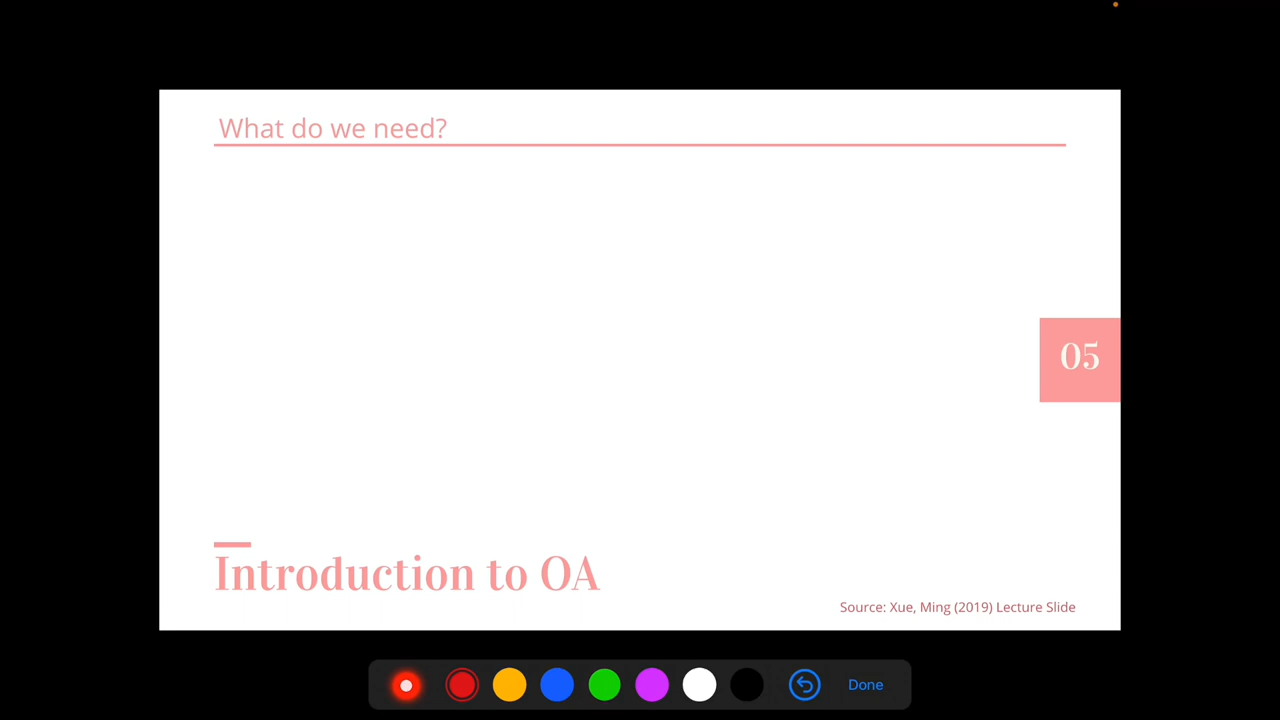 What do we need?
05
Introduction to OA
Source: Xue, Ming (2019) Lecture Slide
Done